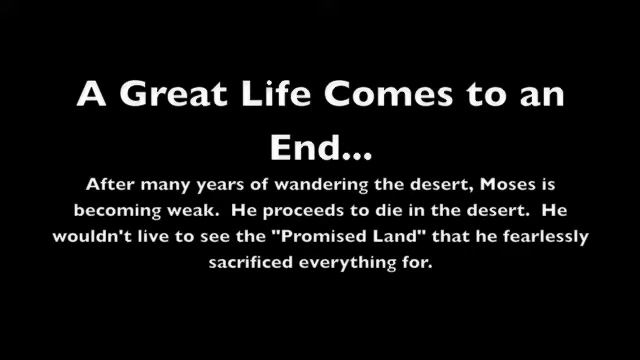 A Great Life Comes to an
End...
After many years of wandering the desert, Moses is
becoming weak.  He proceeds to die in the desert.  He
wouldn't live to see the "Promised Land" that he fearlessly
sacrificed everything for.